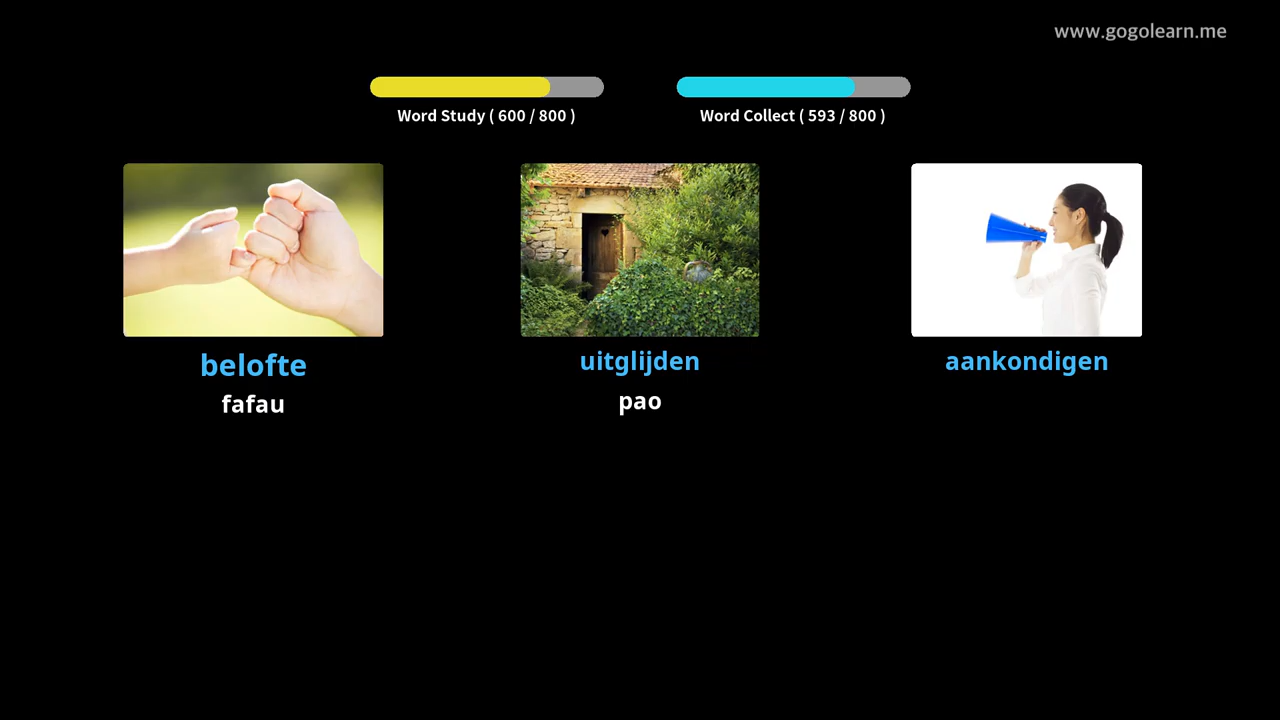 www.gogolearn.me
Word Study ( 600 / 800 )
Word Collect ( 593 / 800 )
belofte
fafau
uitglijden
pao
aankondigen